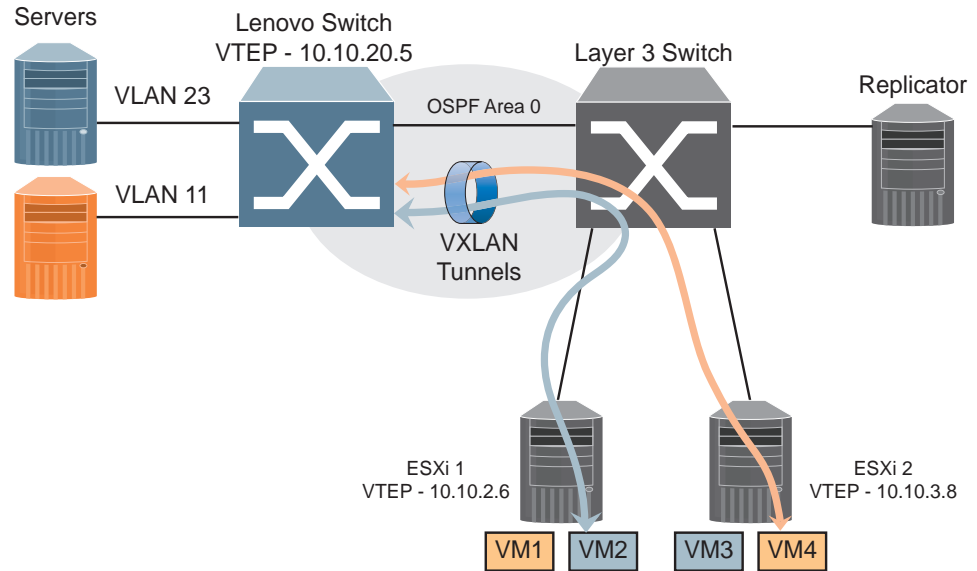 Servers
Lenovo Switch
VTEP - 10.10.20.5
Layer 3 Switch
Replicator
VLAN 23
OSPF Area 0
VLAN 11
VXLAN
Tunnels
ESXi 1
VTEP - 10.10.2.6
ESXi 2
VTEP - 10.10.3.8
VM1
VM2
VM3
VM4